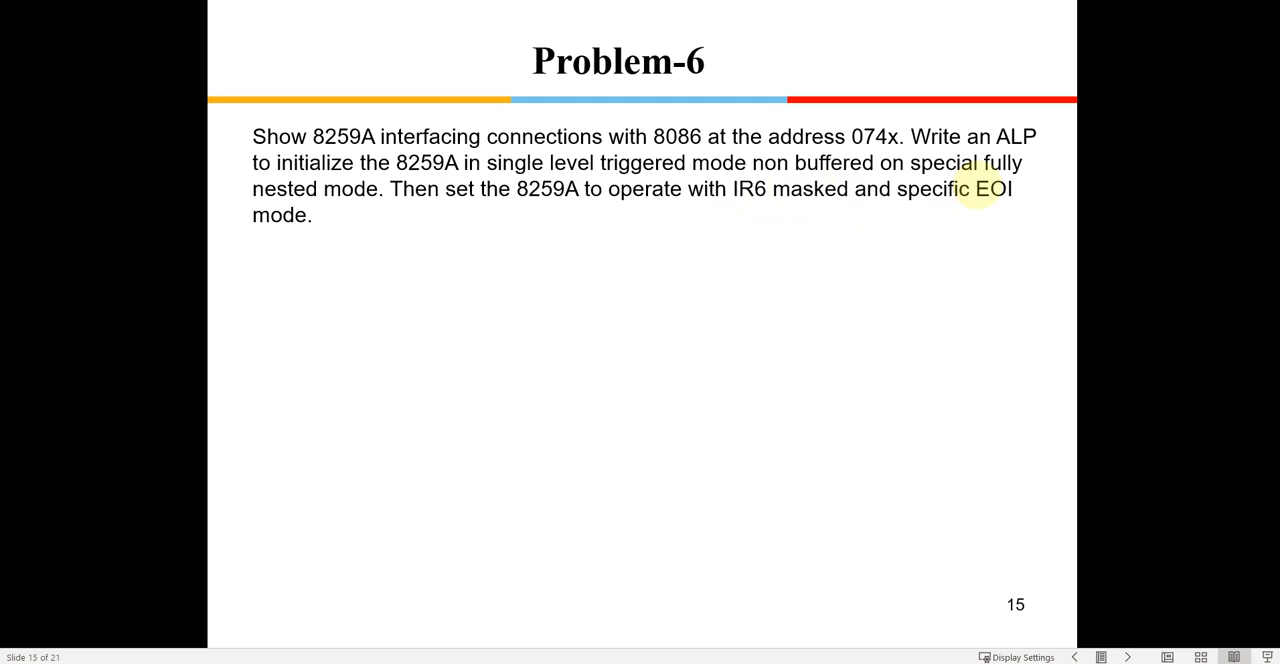 Problem-6
Show 8259A interfacing connections with 8086 at the address 074x. Write an ALP
to initialize the 8259A in single level triggered mode non buffered on special fully
nested mode. Then set the 8259A to operate with IR6 masked and specific EOI
mode.
15
Slide 15 of 21
Display Settings